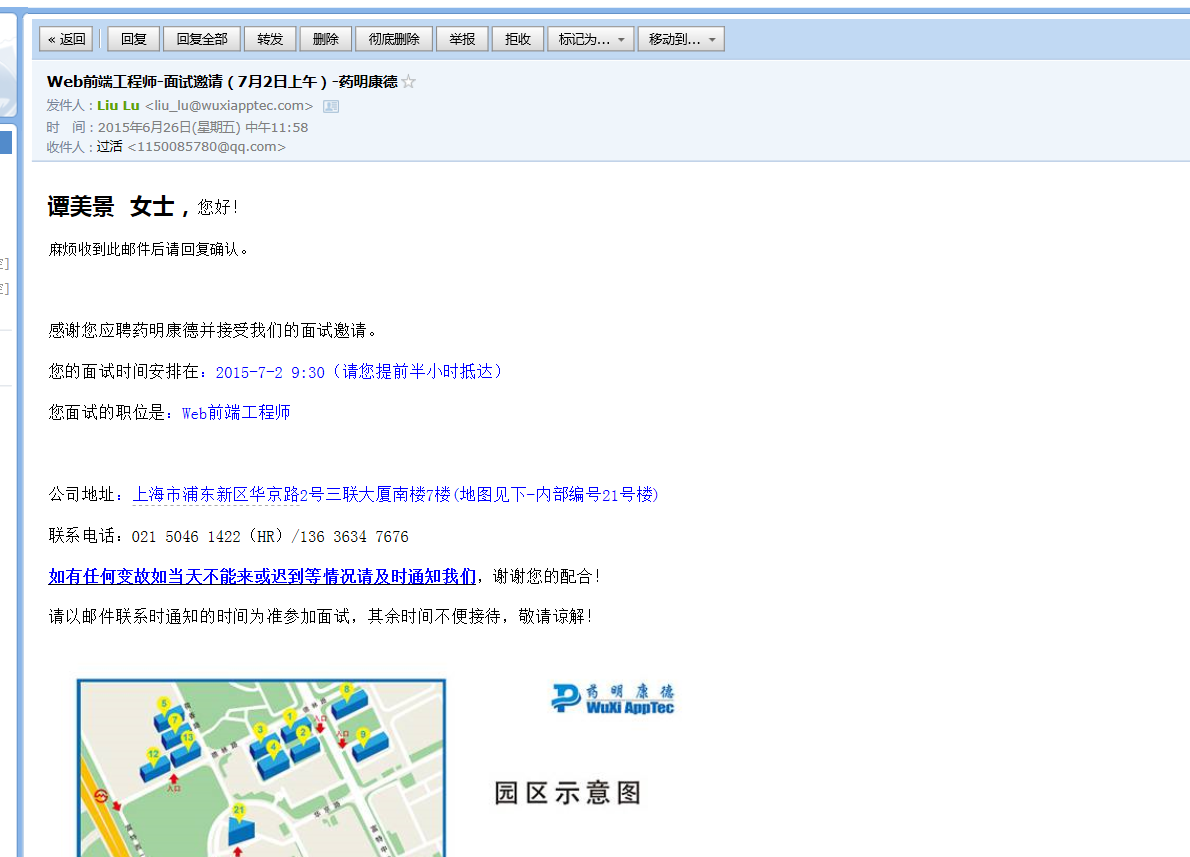 « 返回 回复 回复全部 转发 删除 彻底删除 举报 拒收 标记为... 移动到...
Web前端工程师-面试邀请（7月2日上午）-药明康德
发件人：Liu Lu <liu_lu@wuxiapptec.com>
时 间：2015年6月26日(星期五) 中午11:58
收件人：过活 <1150085780@qq.com>
谭美景 女士，您好！
麻烦收到此邮件后请回复确认。
感谢您应聘药明康德并接受我们的面试邀请。
您的面试时间安排在：2015-7-2 9:30（请您提前半小时抵达）
您面试的职位是：Web前端工程师
公司地址：上海市浦东新区华京路2号三联大厦南楼7楼(地图见下-内部编号21号楼)
联系电话：021 5046 1422（HR）/136 3634 7676
如有任何变故如当天不能来或迟到等情况请及时通知我们，谢谢您的配合！
请以邮件联系时通知的时间为准参加面试，其余时间不便接待，敬请谅解！
药明康德
WuXi AppTec
园区示意图
8
5
7
13
12
1
2
3
4
9
入口
入口
入口
21